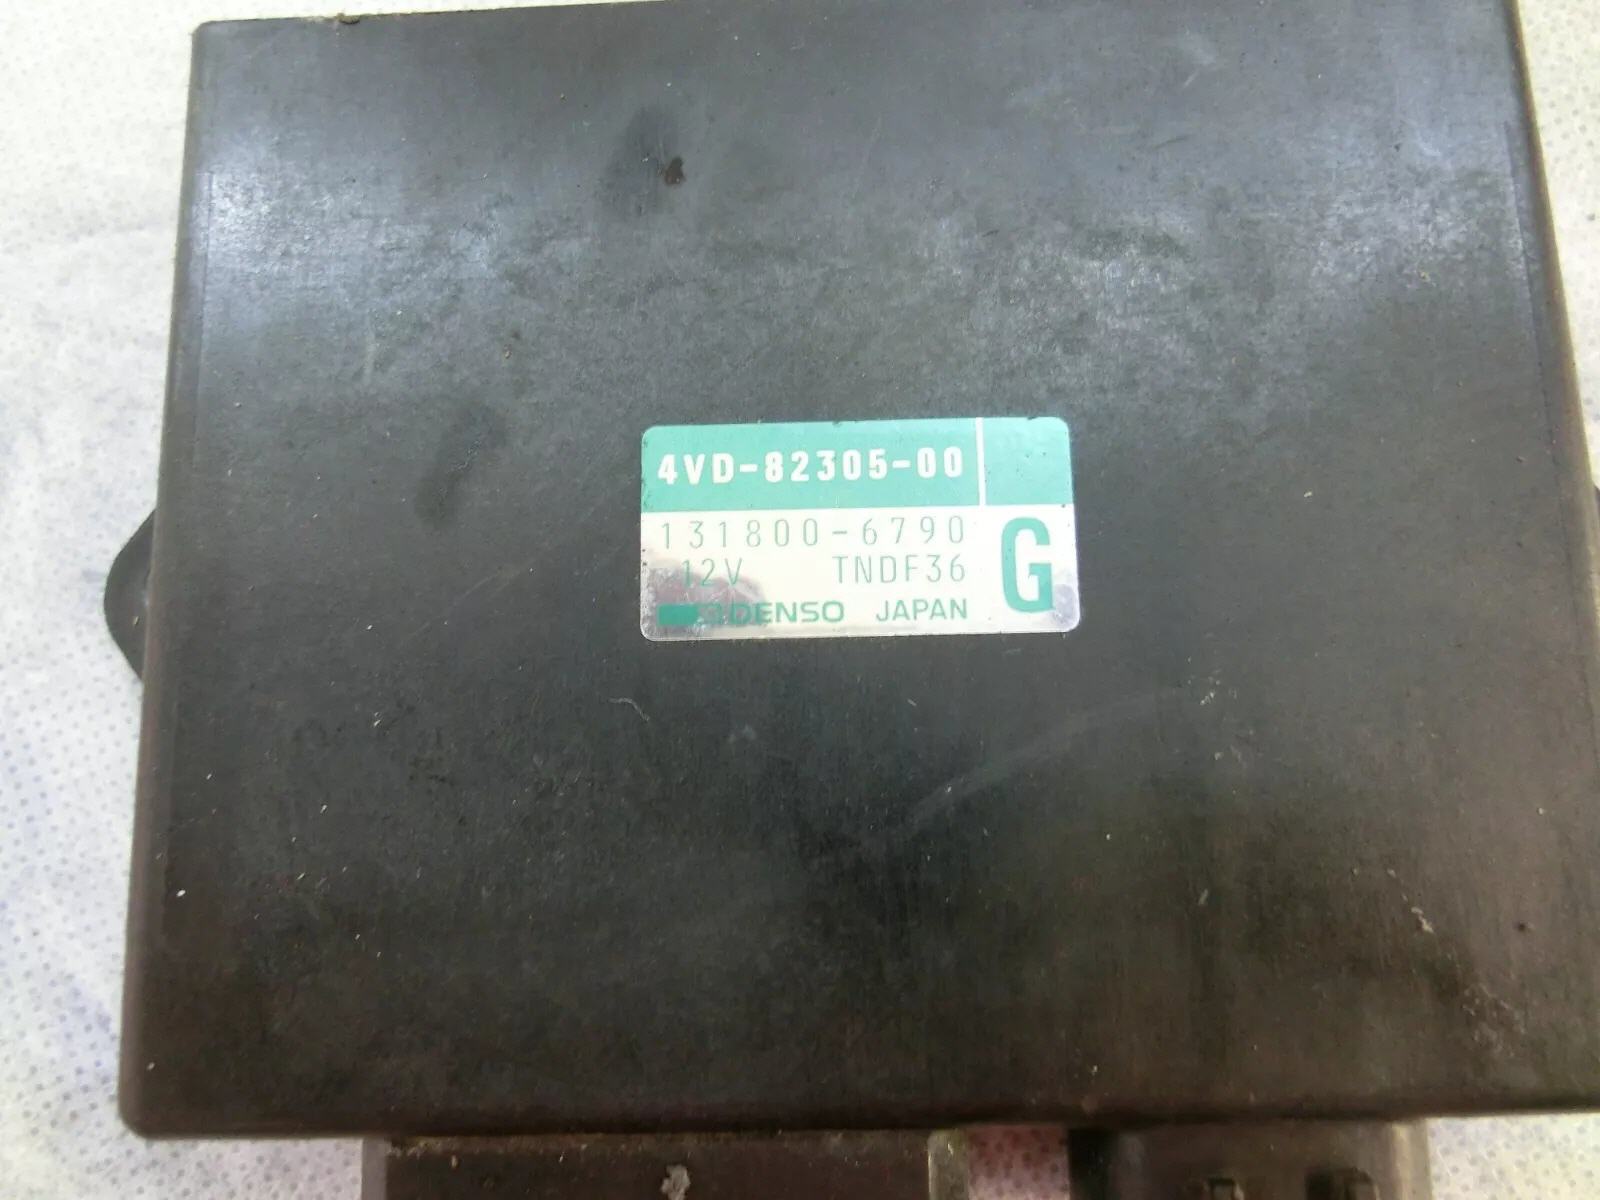 4VD-82305-00
131800-6790
12V TNDF36
DENSO JAPAN
G